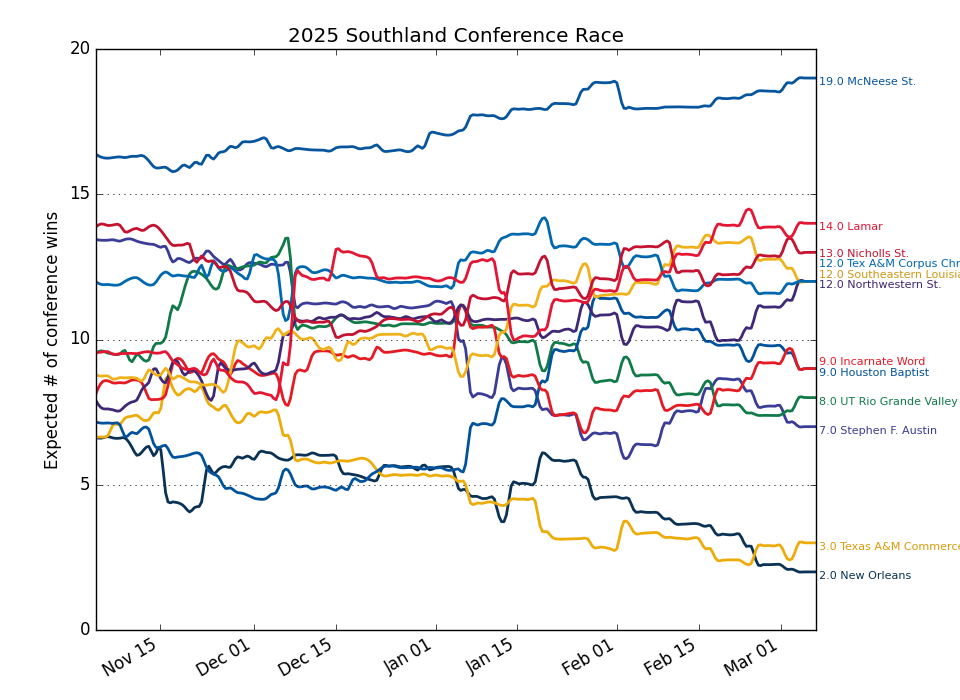 2025 Southland Conference Race
Expected # of conference wins
20
15
10
5
0
Nov 15
Dec 01
Dec 15
Jan 01
Jan 15
Feb 01
Feb 15
Mar 01
19.0 McNeese St.
14.0 Lamar
13.0 Nicholls St.
12.0 Tex A&M Corpus Chr
12.0 Southeastern Louisia
12.0 Northwestern St.
9.0 Incarnate Word
9.0 Houston Baptist
8.0 UT Rio Grande Valley
7.0 Stephen F. Austin
3.0 Texas A&M Commerce
2.0 New Orleans